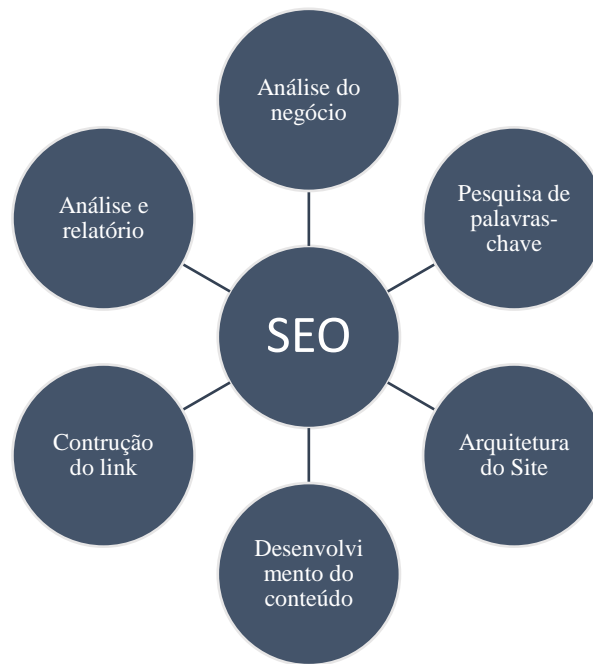 Análise do
negócio
Pesquisa de
palavras-
chave
Arquitetura
do Site
Desenvolvi
mento do
conteúdo
Contrução
do link
Análise e
relatório
SEO